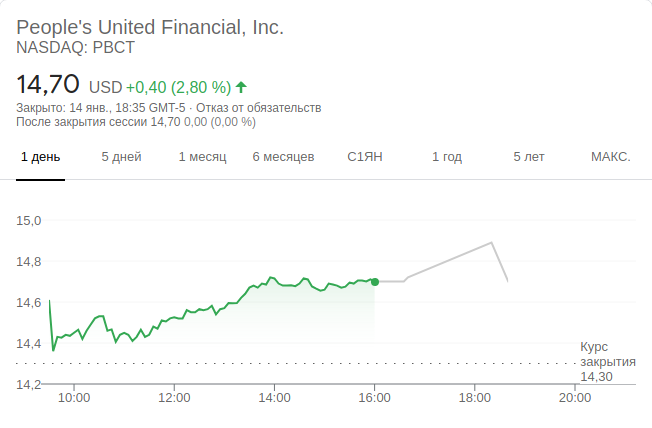 People's United Financial, Inc.
NASDAQ: PBCT
14,70 USD +0,40 (2,80 %)
Закрыто: 14 янв., 18:35 GMT-5 · Отказ от обязательств
После закрытия сессии 14,70 0,00 (0,00 %)
1 день 5 дней 1 месяц 6 месяцев С1ЯН 1 год 5 лет МАКС.
15,0
14,8
14,6
14,4
Курс
закрытия
14,30
14,2
10:00 12:00 14:00 16:00 18:00 20:00